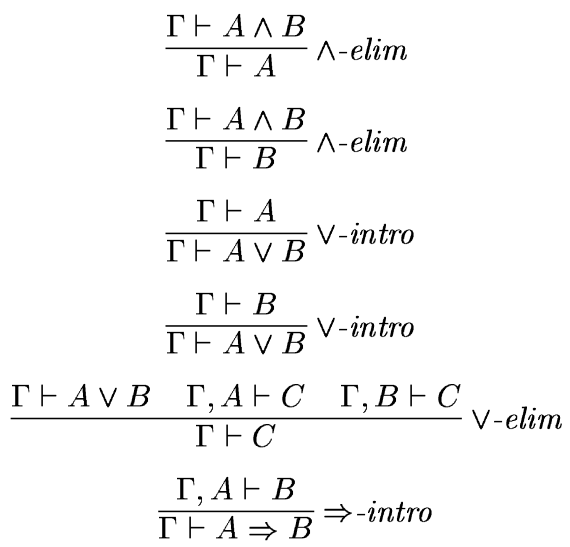 Γ ⊢ A ∧ B
Γ ⊢ A ∧-elim
Γ ⊢ A ∧ B
Γ ⊢ B ∧-elim
Γ ⊢ A
Γ ⊢ A ∨ B ∨-intro
Γ ⊢ B
Γ ⊢ A ∨ B ∨-intro
Γ ⊢ A ∨ B Γ, A ⊢ C Γ, B ⊢ C
Γ ⊢ C ∨-elim
Γ, A ⊢ B
Γ ⊢ A ⇒ B ⇒-intro